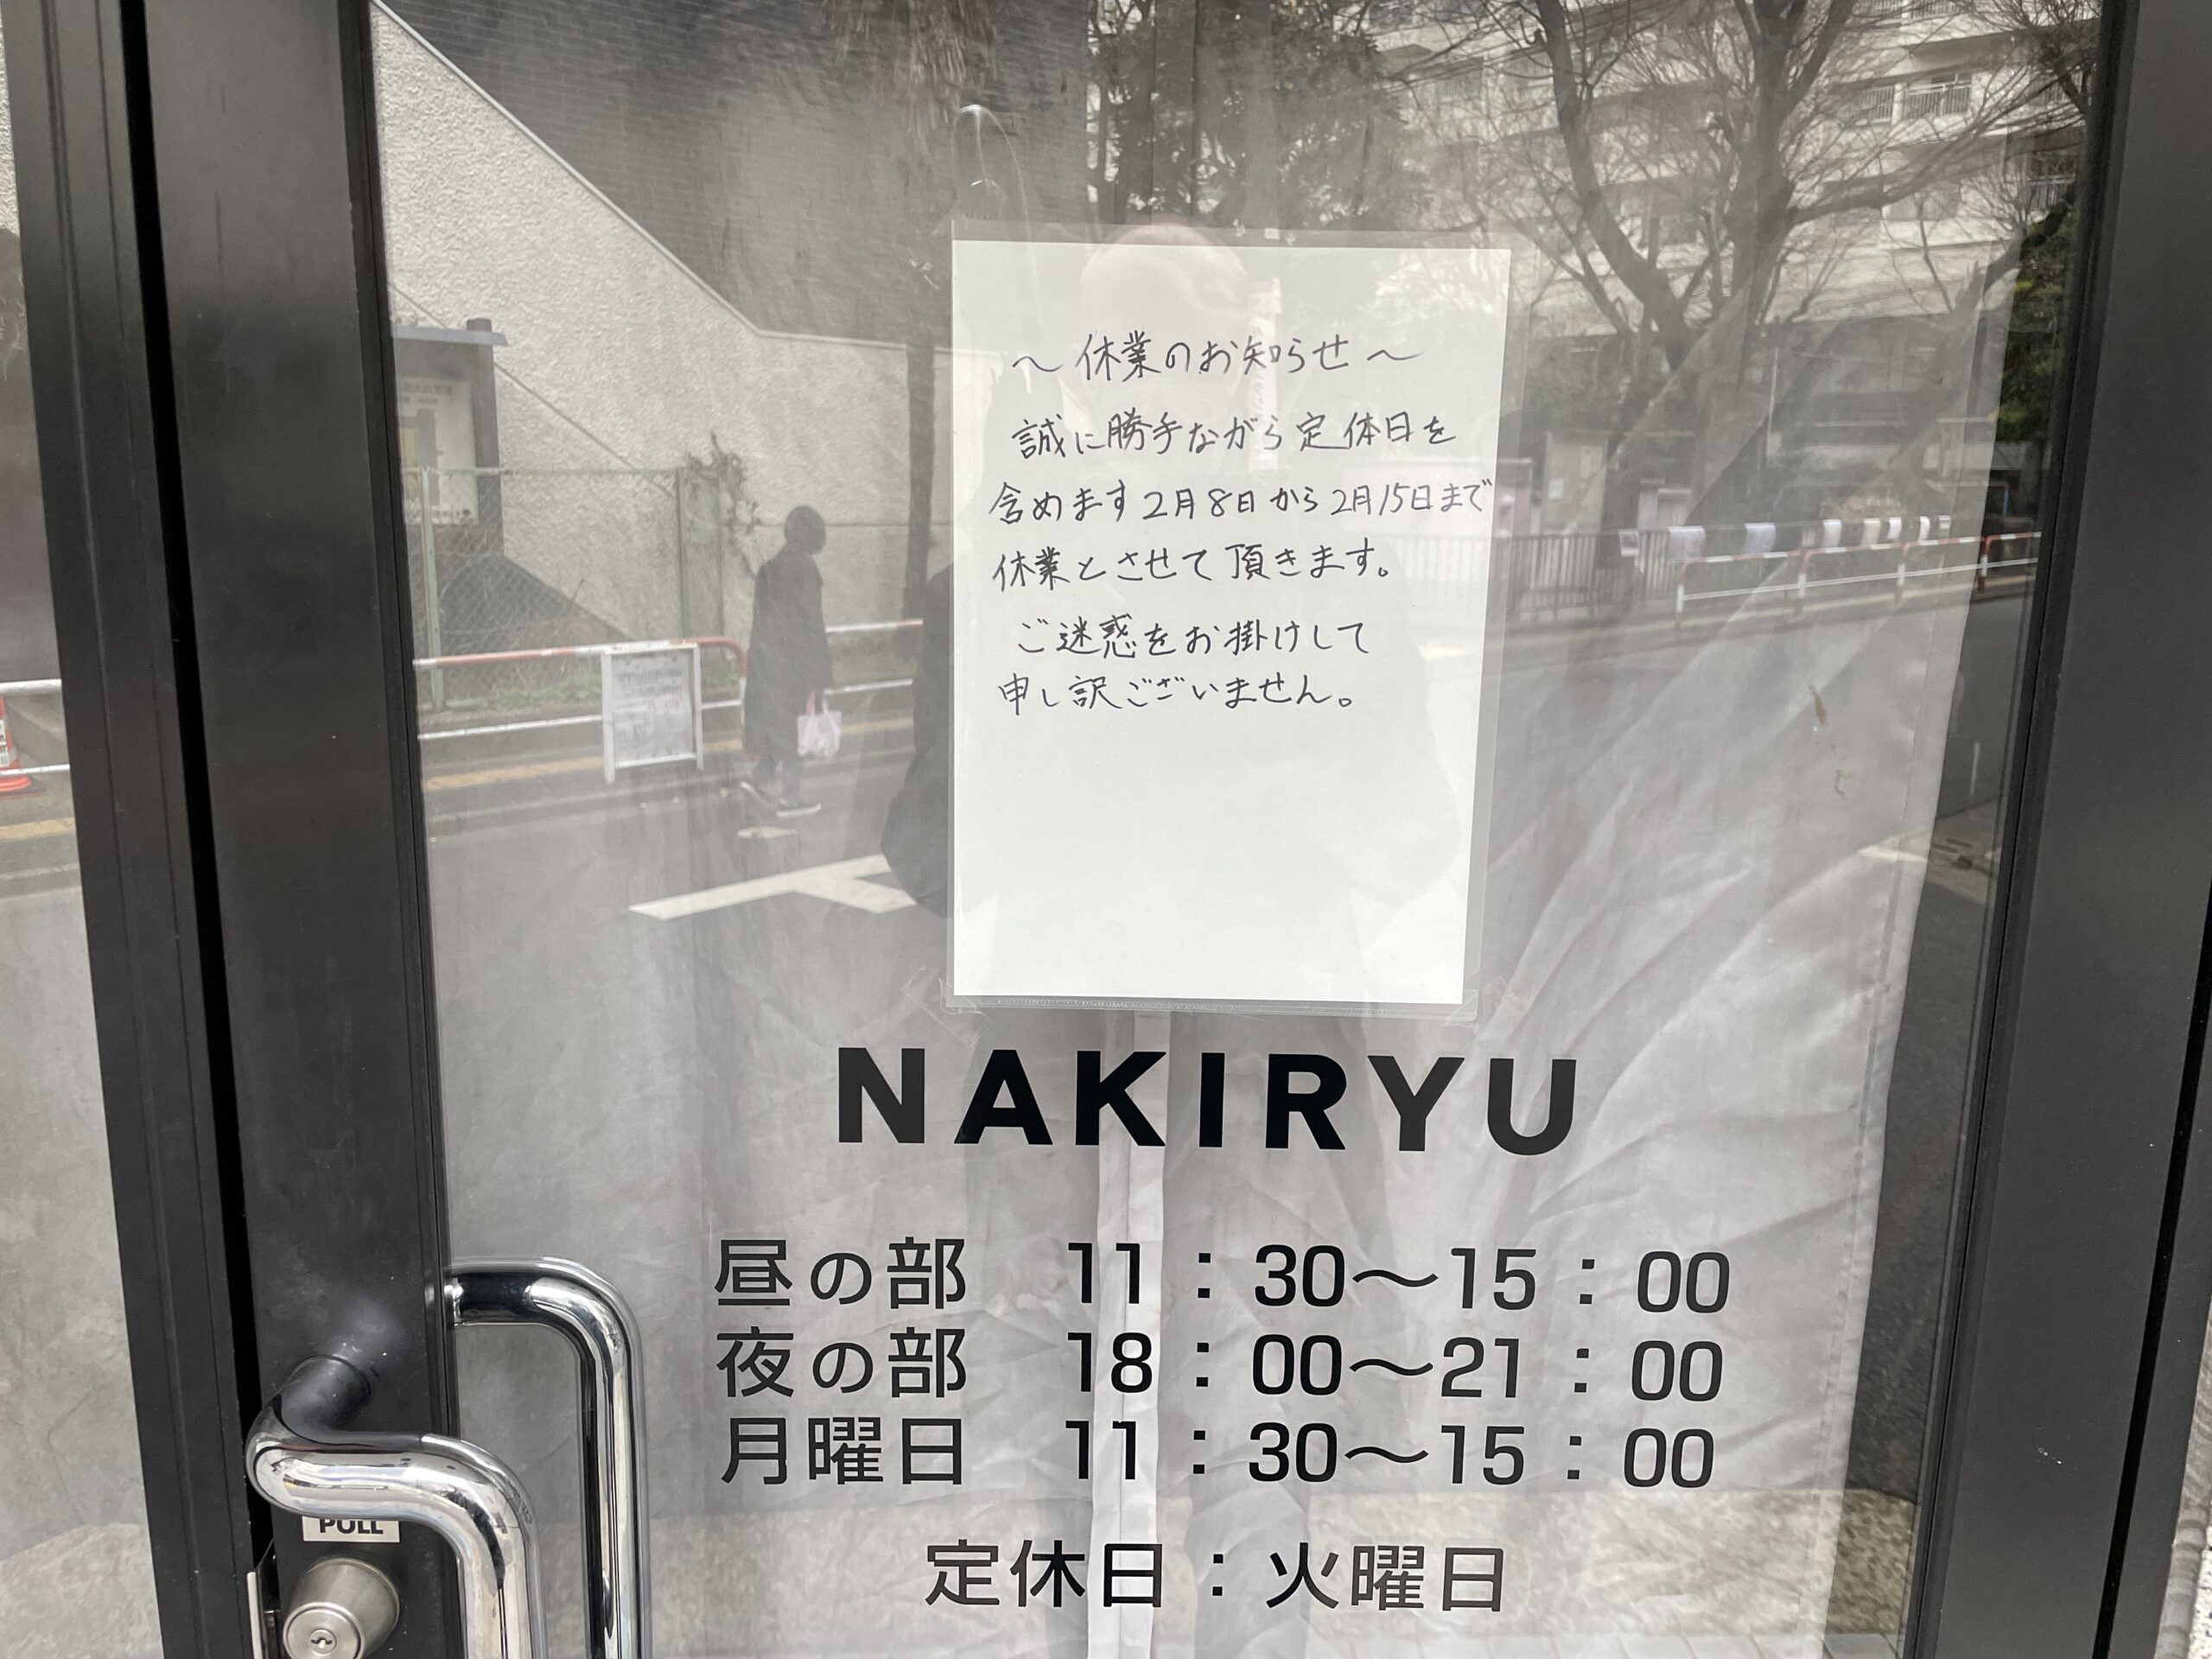 ～休業のお知らせ～
誠に勝手ながら定休日を
含めます2月8日から2月15日まで
休業とさせて頂きます。
ご迷惑をお掛けして
申し訳ございません。
NAKIRYU
昼の部 11：30～15：00
夜の部 18：00～21：00
月曜日 11：30～15：00
定休日：火曜日
PULL